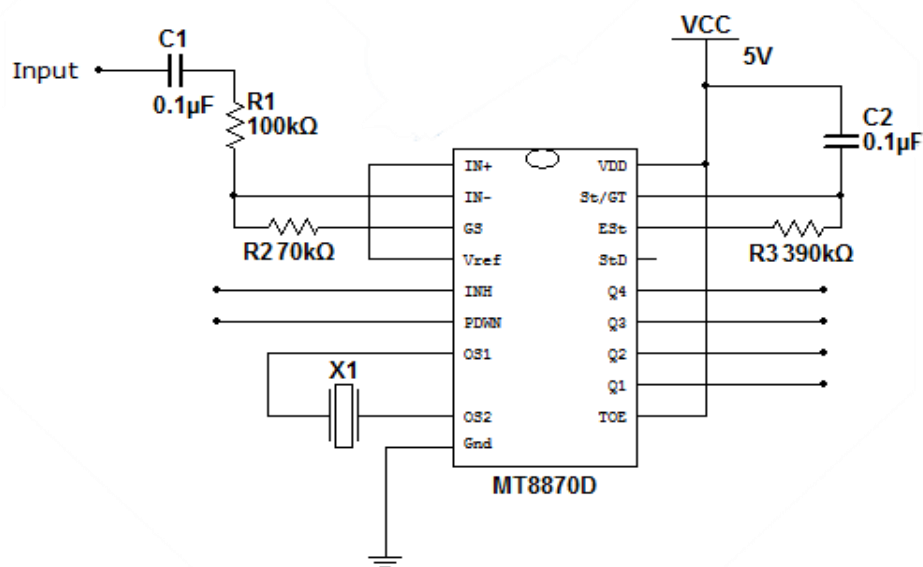 VCC
5V
C1
Input
0.1µF
R1
100kΩ
C2
0.1µF
IN+
VDD
IN-
St/GT
GS
ESt
R2 70kΩ
R3 390kΩ
Vref
StD
INH
Q4
PDWN
Q3
OS1
Q2
X1
Q1
OS2
TOE
Gnd
MT8870D